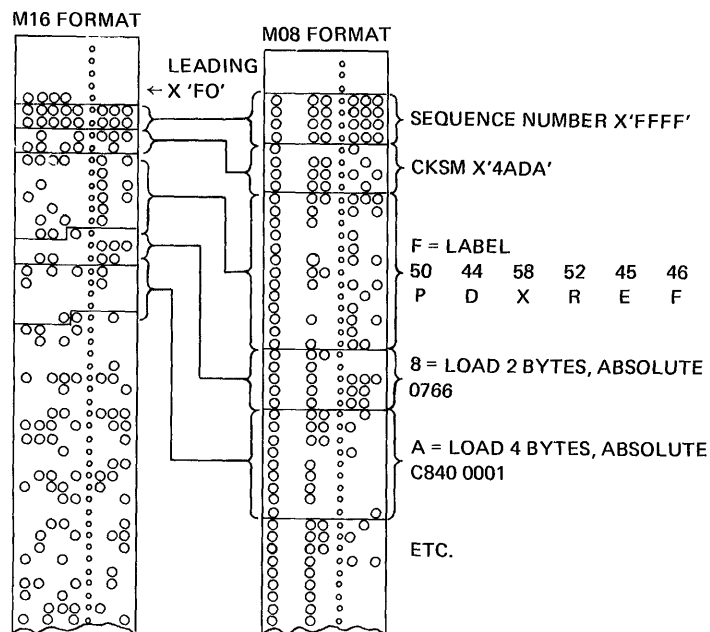 M16 FORMAT
LEADING
← X 'FO'
M08 FORMAT
SEQUENCE NUMBER X'FFFF'
CKSM X'4ADA'
F = LABEL
50 44 58 52 45 46
P D X R E F
8 = LOAD 2 BYTES, ABSOLUTE
0766
A = LOAD 4 BYTES, ABSOLUTE
C840 0001
ETC.